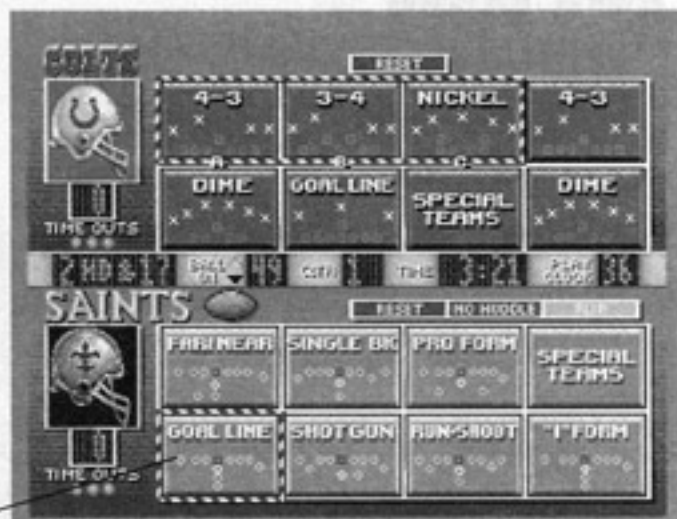 COLTS
RESET
4-3 3-4 NICKEL 4-3
A B C
DIME GOAL LINE SPECIAL TEAMS DIME
0
TIME OUTS
2ND & 17 BALL ON 49 QTR 1 TIME 3:21 PLAY CLOCK 36
SAINTS
RESET NO HUDDLE
FAR/NEAR SINGLE BK PRO FORM SPECIAL TEAMS
GOAL LINE SHOTGUN RUN-SHOOT "I" FORM
0
TIME OUTS